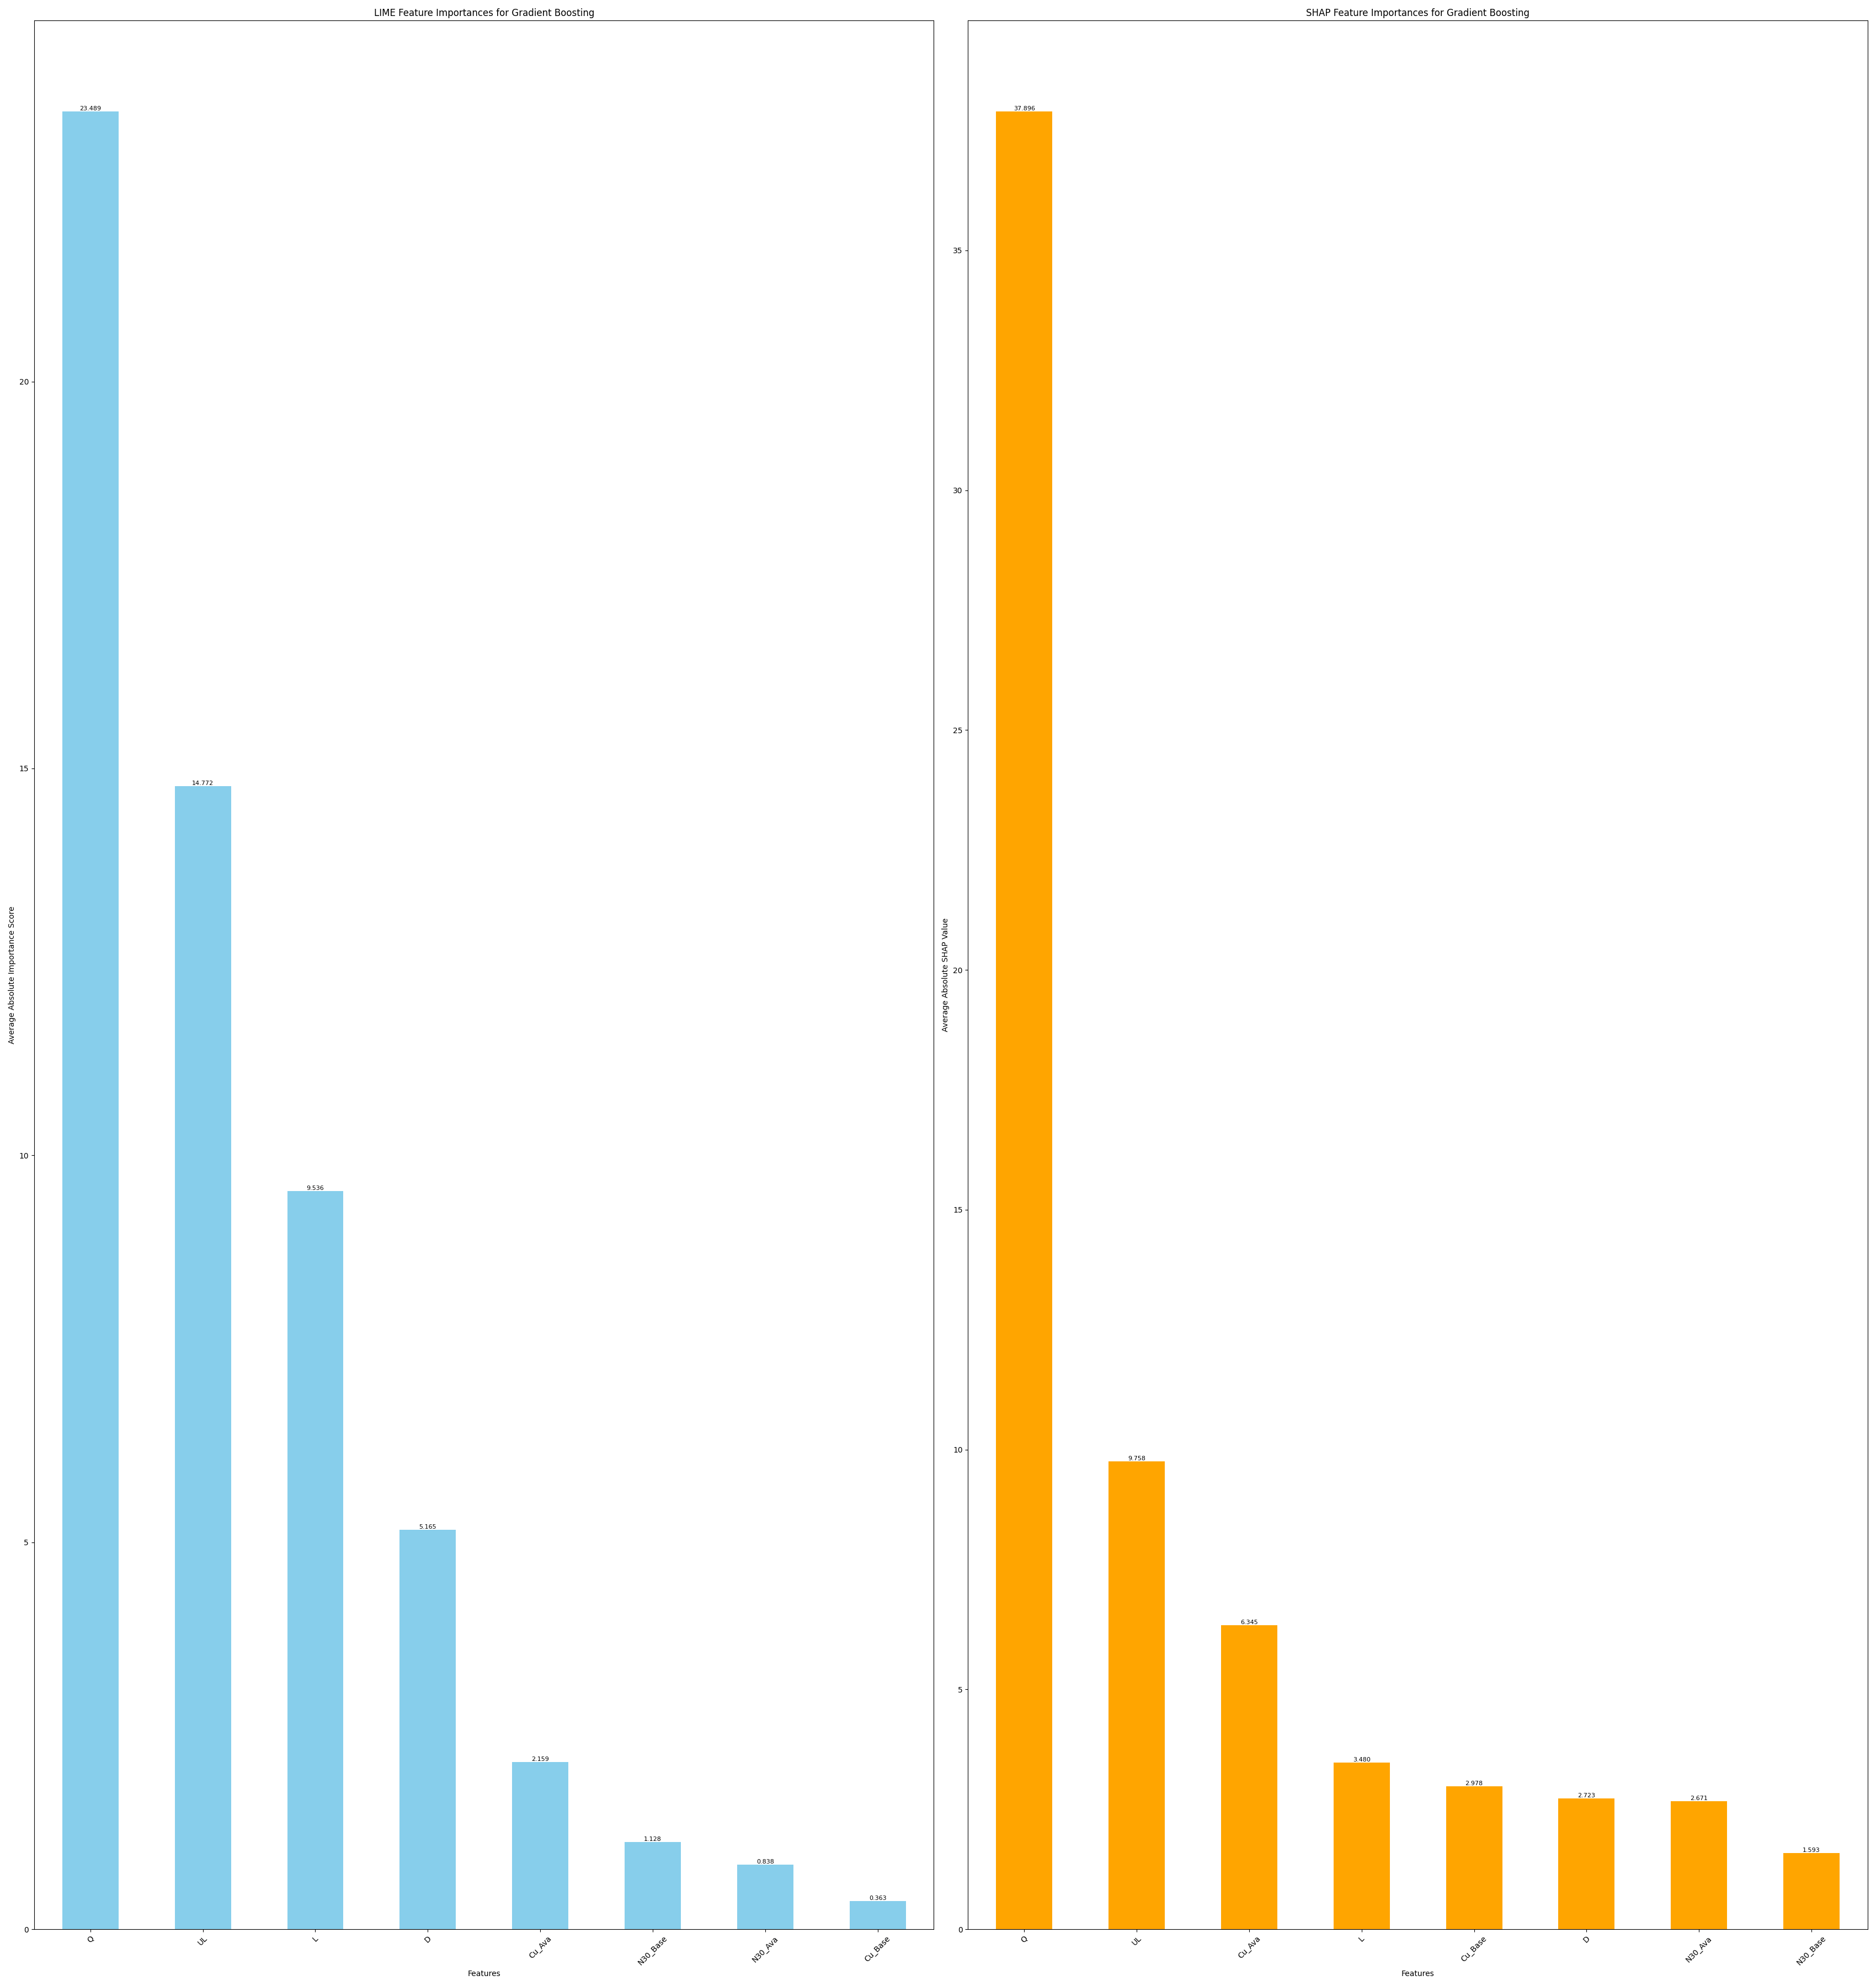 LIME Feature Importances for Gradient Boosting
23.489
20
15
14.772
10
9.536
5.165
5
2.159
1.128
0.838
0.363
0
Average Absolute Importance Score
Q
UL
L
D
Cu_Ava
N30_Base
N30_Ava
Cu_Base
Features
SHAP Feature Importances for Gradient Boosting
37.896
35
30
25
20
15
10
9.758
6.345
5
3.480
2.978
2.723
2.671
1.593
0
Average Absolute SHAP Value
Q
UL
Cu_Ava
L
Cu_Base
D
N30_Ava
N30_Base
Features